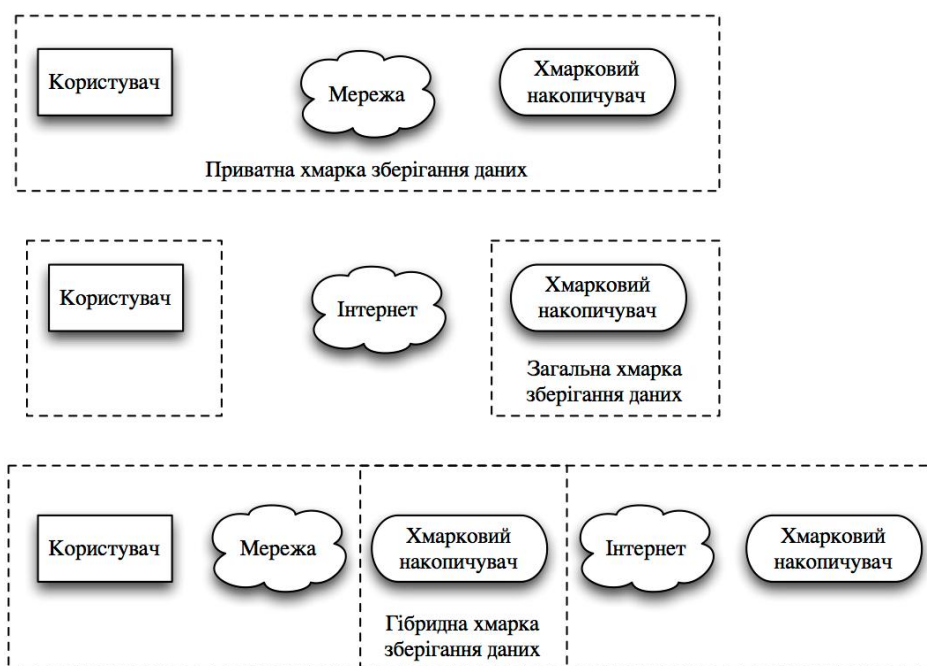 Користувач
Мережа
Хмарковий
накопичувач
Приватна хмарка зберігання даних
Користувач
Інтернет
Хмарковий
накопичувач
Загальна хмарка
зберігання даних
Користувач
Мережа
Хмарковий
накопичувач
Інтернет
Хмарковий
накопичувач
Гібридна хмарка
зберігання даних